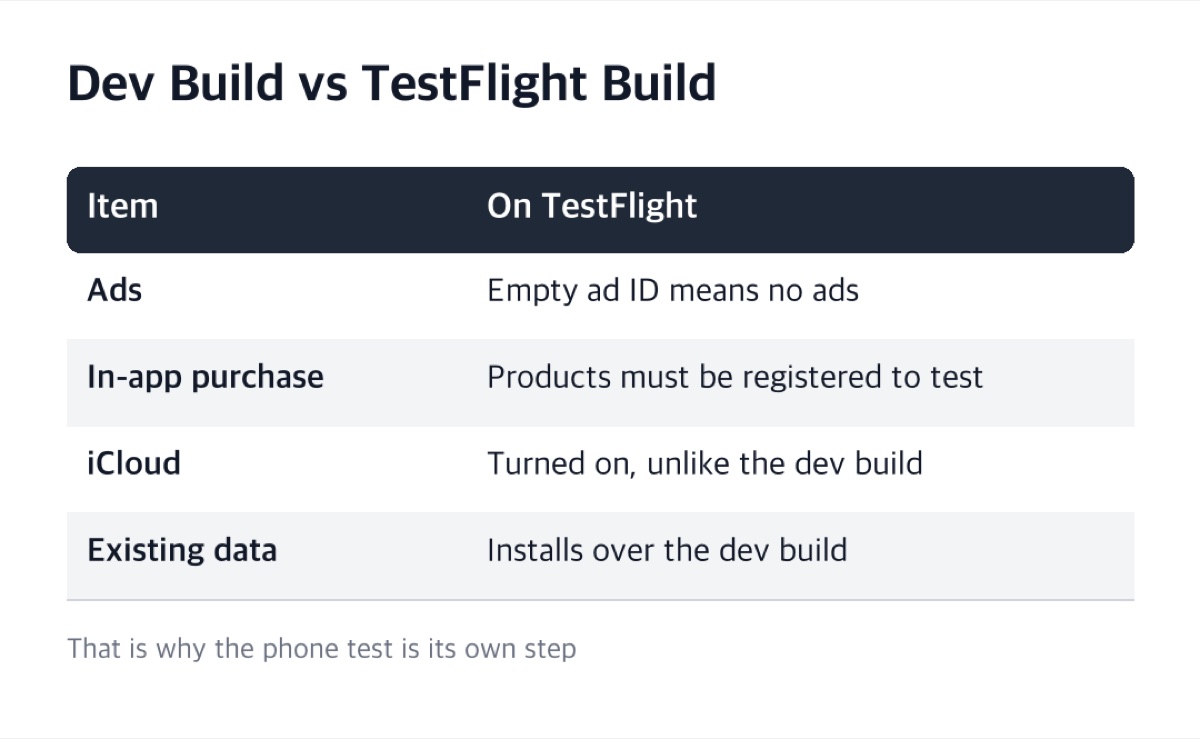 Dev Build vs TestFlight Build
Item On TestFlight
Ads Empty ad ID means no ads
In-app purchase Products must be registered to test
iCloud Turned on, unlike the dev build
Existing data Installs over the dev build
That is why the phone test is its own step